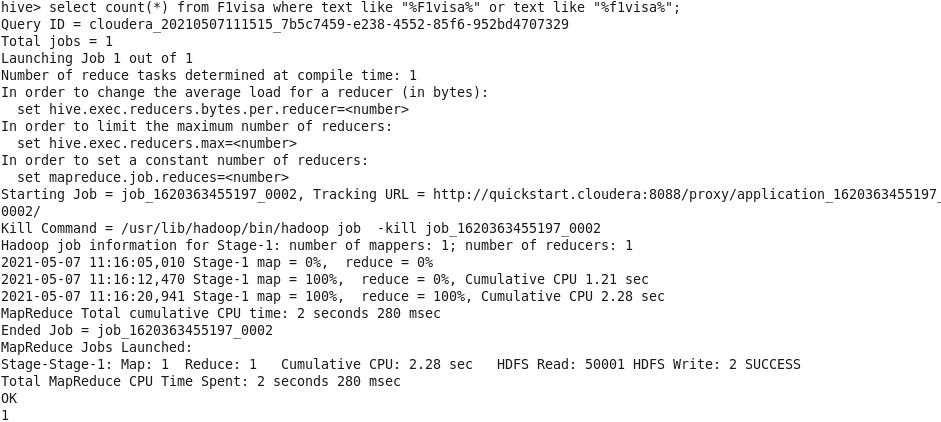 hive> select count(*) from F1visa where text like "%F1visa%" or text like "%f1visa%";
Query ID = cloudera_20210507111515_7b5c7459-e238-4552-85f6-952bd4707329
Total jobs = 1
Launching Job 1 out of 1
Number of reduce tasks determined at compile time: 1
In order to change the average load for a reducer (in bytes):
  set hive.exec.reducers.bytes.per.reducer=<number>
In order to limit the maximum number of reducers:
  set hive.exec.reducers.max=<number>
In order to set a constant number of reducers:
  set mapreduce.job.reduces=<number>
Starting Job = job_1620363455197_0002, Tracking URL = http://quickstart.cloudera:8088/proxy/application_1620363455197_
0002/
Kill Command = /usr/lib/hadoop/bin/hadoop job  -kill job_1620363455197_0002
Hadoop job information for Stage-1: number of mappers: 1; number of reducers: 1
2021-05-07 11:16:05,010 Stage-1 map = 0%,  reduce = 0%
2021-05-07 11:16:12,470 Stage-1 map = 100%,  reduce = 0%, Cumulative CPU 1.21 sec
2021-05-07 11:16:20,941 Stage-1 map = 100%,  reduce = 100%, Cumulative CPU 2.28 sec
MapReduce Total cumulative CPU time: 2 seconds 280 msec
Ended Job = job_1620363455197_0002
MapReduce Jobs Launched:
Stage-Stage-1: Map: 1  Reduce: 1   Cumulative CPU: 2.28 sec   HDFS Read: 50001 HDFS Write: 2 SUCCESS
Total MapReduce CPU Time Spent: 2 seconds 280 msec
OK
1